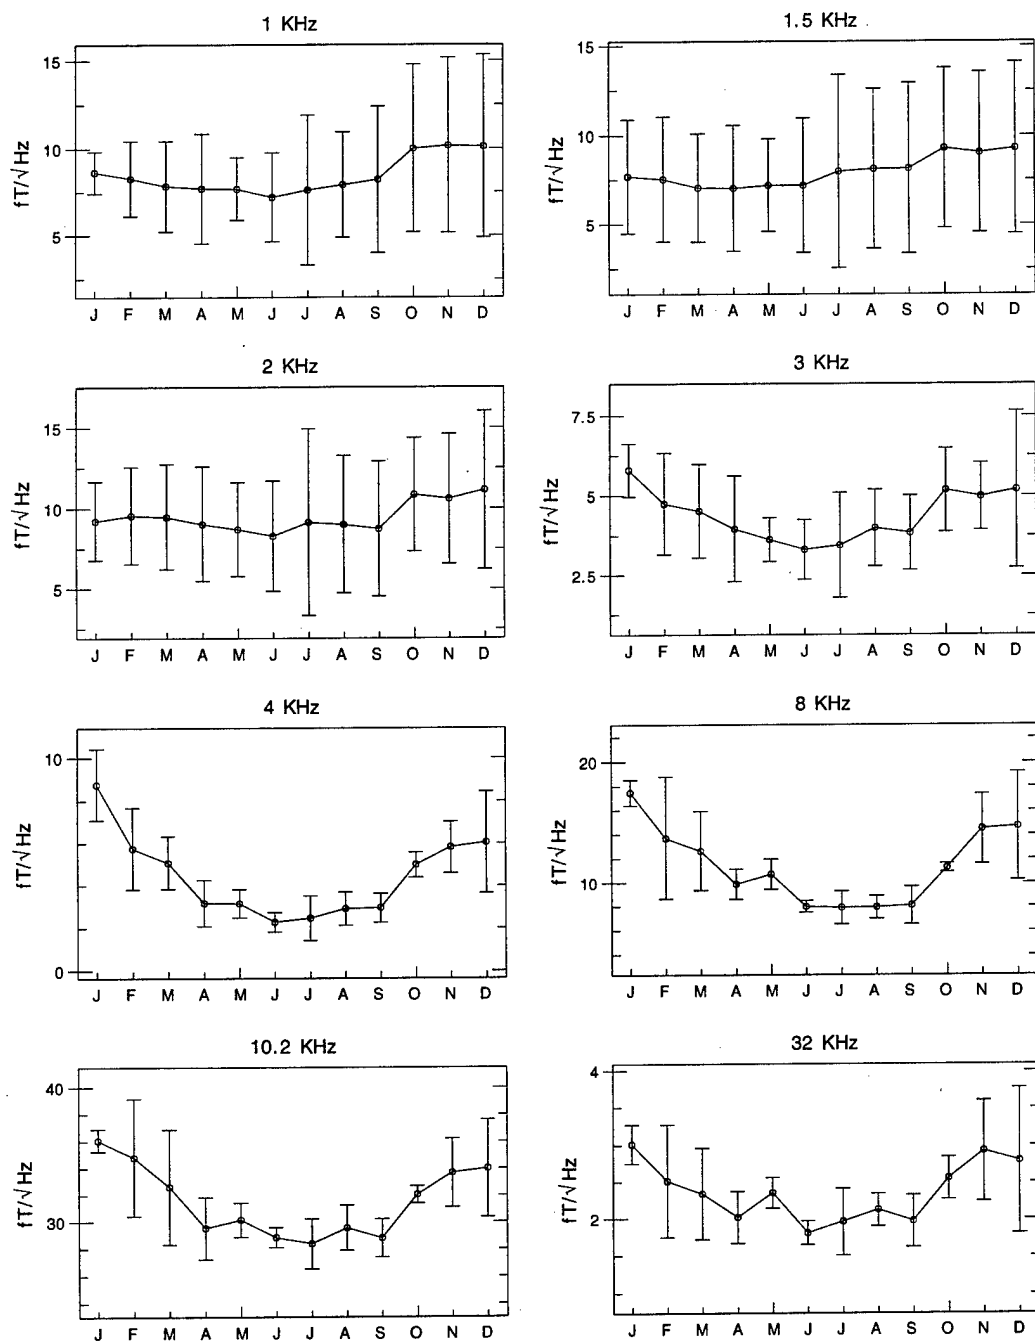 1 KHz
15
10
5
fT/√Hz
J F M A M J J A S O N D
1.5 KHz
15
10
5
fT/√Hz
J F M A M J J A S O N D
2 KHz
15
10
5
fT/√Hz
J F M A M J J A S O N D
3 KHz
7.5
5
2.5
fT/√Hz
J F M A M J J A S O N D
4 KHz
10
0
fT/√Hz
J F M A M J J A S O N D
8 KHz
20
10
fT/√Hz
J F M A M J J A S O N D
10.2 KHz
40
30
fT/√Hz
J F M A M J J A S O N D
32 KHz
4
2
fT/√Hz
J F M A M J J A S O N D